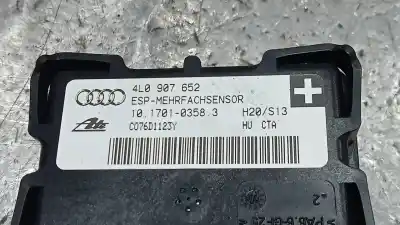 4L0 907 652
ESP-MEHRFACHSENSOR
10.1701-0358.3 H20/S13
Ate C076D1123Y HU CTA